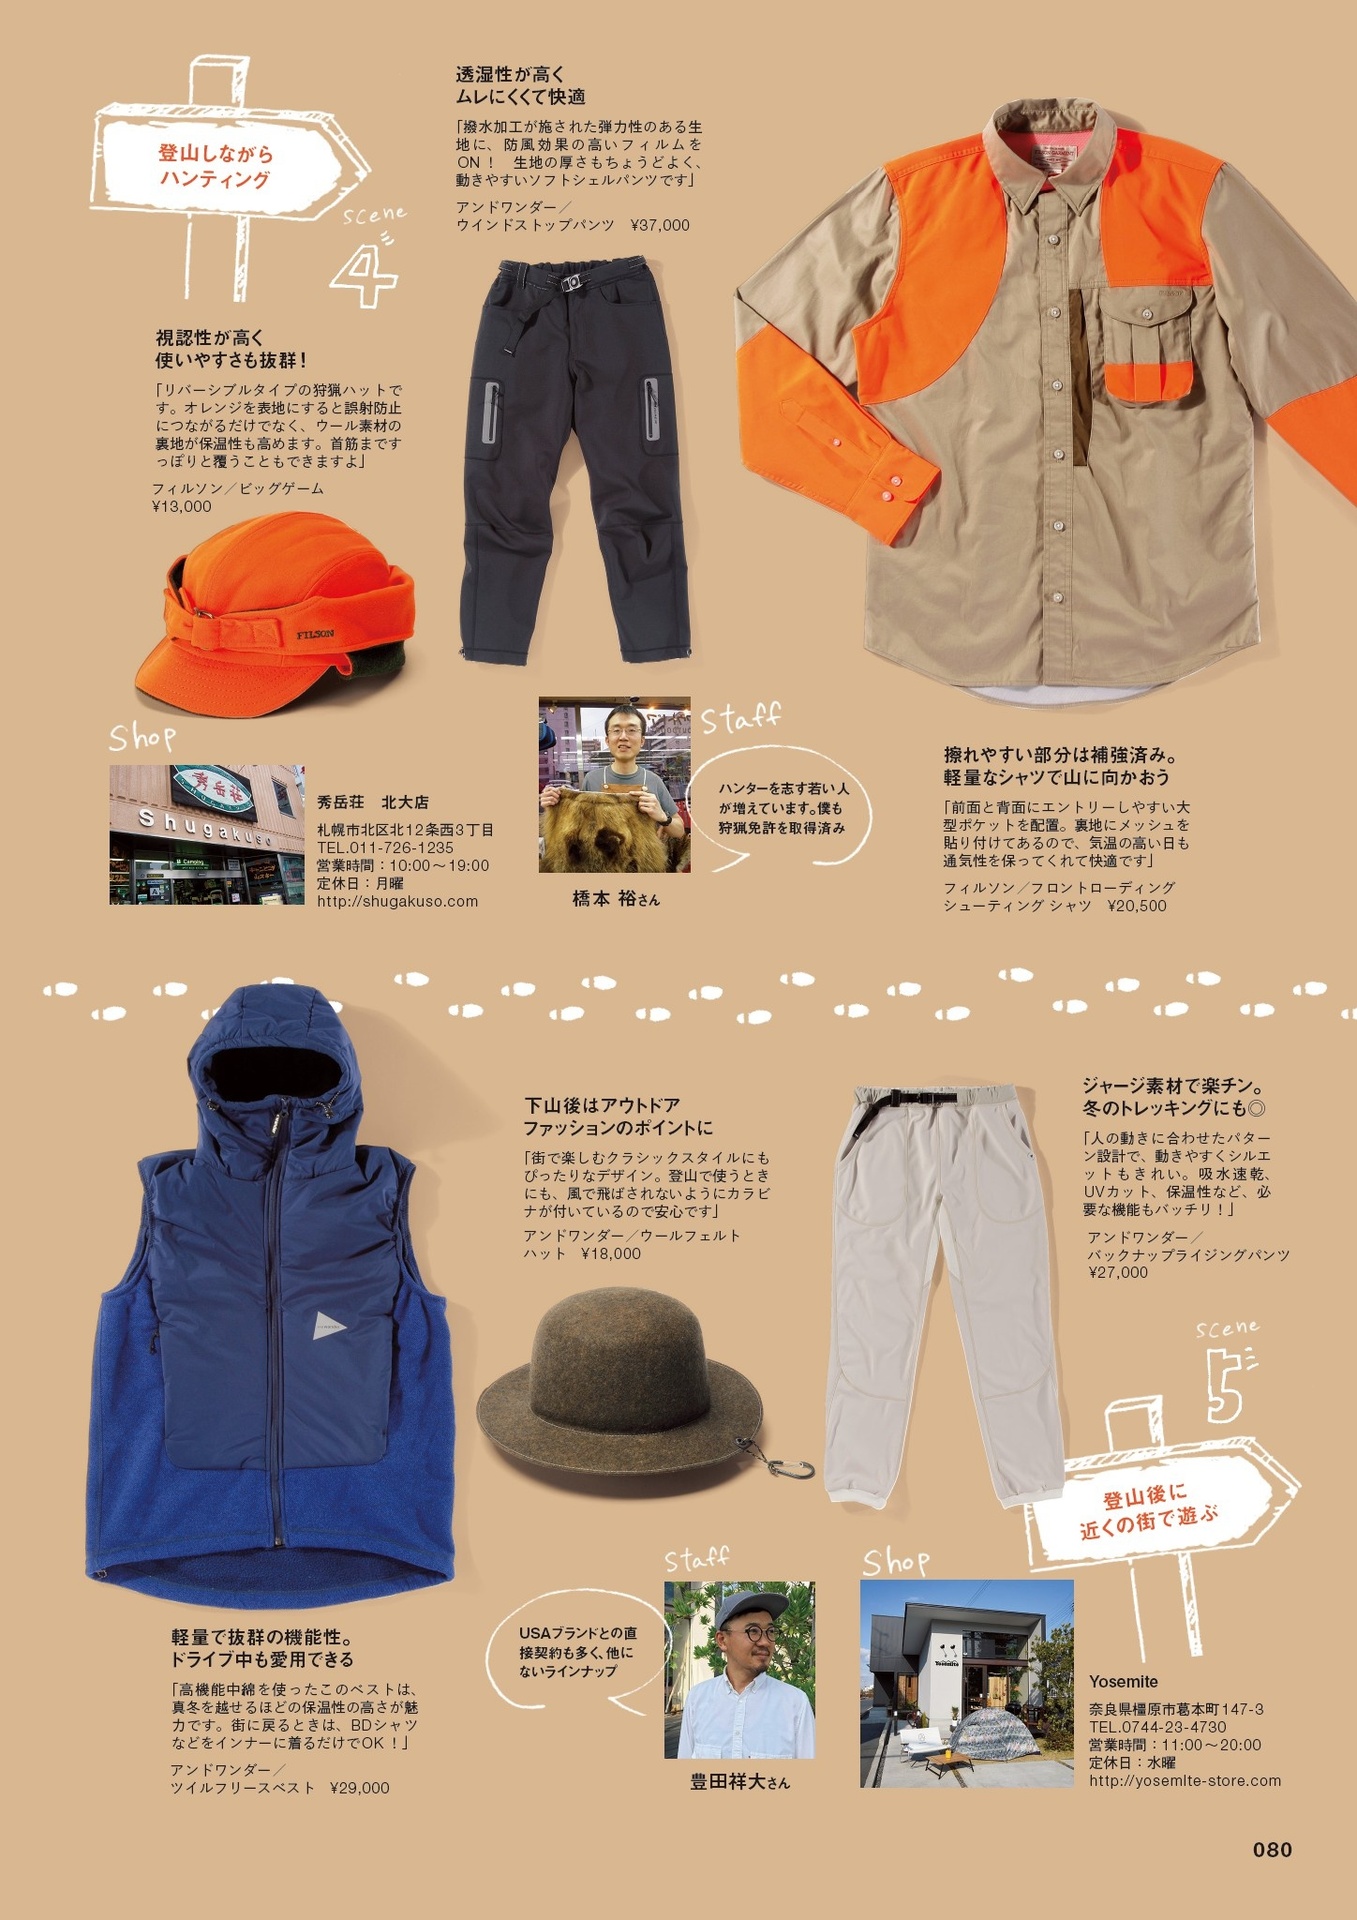 登山しながら
ハンティング
scene
4
透湿性が高く
ムレにくくて快適
「撥水加工が施された弾力性のある生
地に、防風効果の高いフィルムを
ON！　生地の厚さもちょうどよく、
動きやすいソフトシェルパンツです」
アンドワンダー／
ウインドストップパンツ　¥37,000
視認性が高く
使いやすさも抜群！
「リバーシブルタイプの狩猟ハットで
す。オレンジを表地にすると誤射防止
につながるだけでなく、ウール素材の
裏地が保温性も高めます。首筋まです
っぽりと覆うこともできますよ」
フィルソン／ビッグゲーム
¥13,000
FILSON
Shop
秀岳荘
Shugakuso
秀岳荘　北大店
札幌市北区北12条西3丁目
TEL.011-726-1235
営業時間：10:00～19:00
定休日：月曜
http://shugakuso.com
Staff
ハンターを志す若い人
が増えています。僕も
狩猟免許を取得済み
橋本 裕さん
擦れやすい部分は補強済み。
軽量なシャツで山に向かおう
「前面と背面にエントリーしやすい大
型ポケットを配置。裏地にメッシュを
貼り付けてあるので、気温の高い日も
通気性を保ってくれて快適です」
フィルソン／フロントローディング
シューティング シャツ　¥20,500
下山後はアウトドア
ファッションのポイントに
「街で楽しむクラシックスタイルにも
ぴったりなデザイン。登山で使うとき
にも、風で飛ばされないようにカラビ
ナが付いているので安心です」
アンドワンダー／ウールフェルト
ハット　¥18,000
ジャージ素材で楽チン。
冬のトレッキングにも◎
「人の動きに合わせたパター
ン設計で、動きやすくシルエ
ットもきれい。吸水速乾、
UVカット、保温性など、必
要な機能もバッチリ！」
アンドワンダー／
バックナップライジングパンツ
¥27,000
scene
5
登山後に
近くの街で遊ぶ
軽量で抜群の機能性。
ドライブ中も愛用できる
「高機能中綿を使ったこのベストは、
真冬を越せるほどの保温性の高さが魅
力です。街に戻るときは、BDシャツ
などをインナーに着るだけでOK！」
アンドワンダー／
ツイルフリースベスト　¥29,000
Staff
USAブランドとの直
接契約も多く、他に
ないラインナップ
豊田祥大さん
Shop
Yosemite
Yosemite
奈良県橿原市葛本町147-3
TEL.0744-23-4730
営業時間：11:00～20:00
定休日：水曜
http://yosemIte-store.com
080